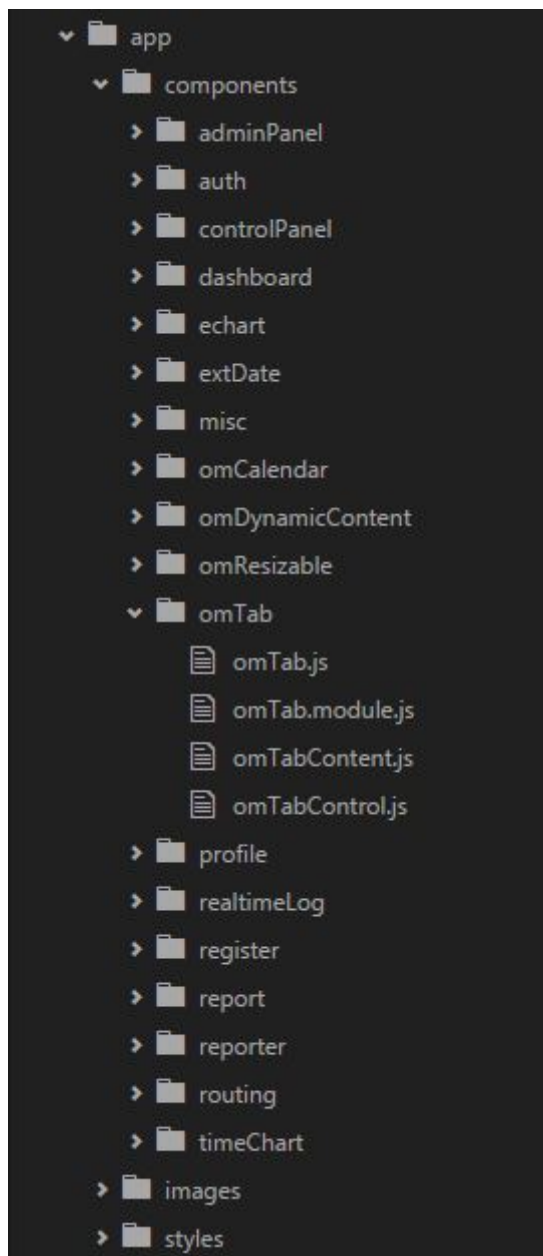 app
components
adminPanel
auth
controlPanel
dashboard
echart
extDate
misc
omCalendar
omDynamicContent
omResizable
omTab
omTab.js
omTab.module.js
omTabContent.js
omTabControl.js
profile
realtimeLog
register
report
reporter
routing
timeChart
images
styles